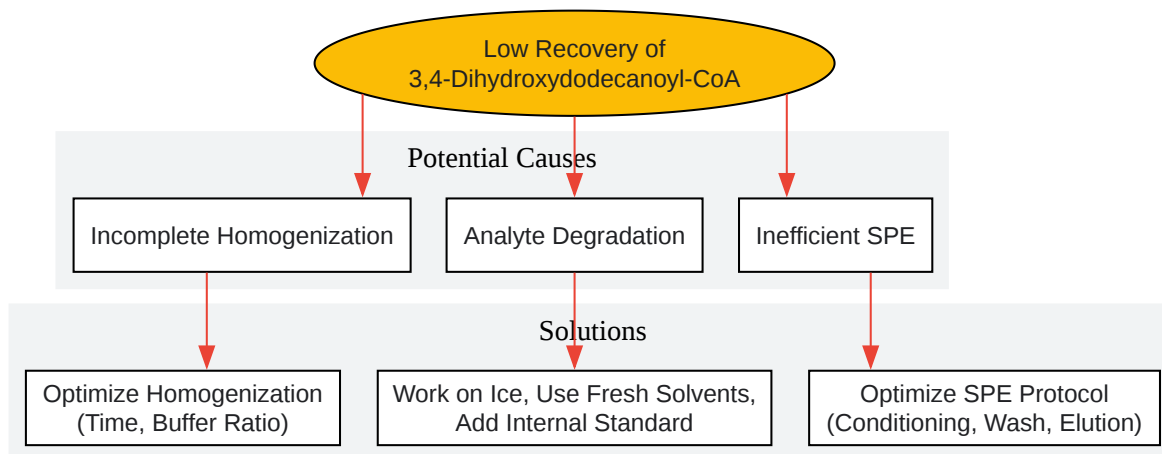 Low Recovery of
3,4-Dihydroxydodecanoyl-CoA
Potential Causes
Incomplete Homogenization
Analyte Degradation
Inefficient SPE
Solutions
Optimize Homogenization
(Time, Buffer Ratio)
Work on Ice, Use Fresh Solvents,
Add Internal Standard
Optimize SPE Protocol
(Conditioning, Wash, Elution)